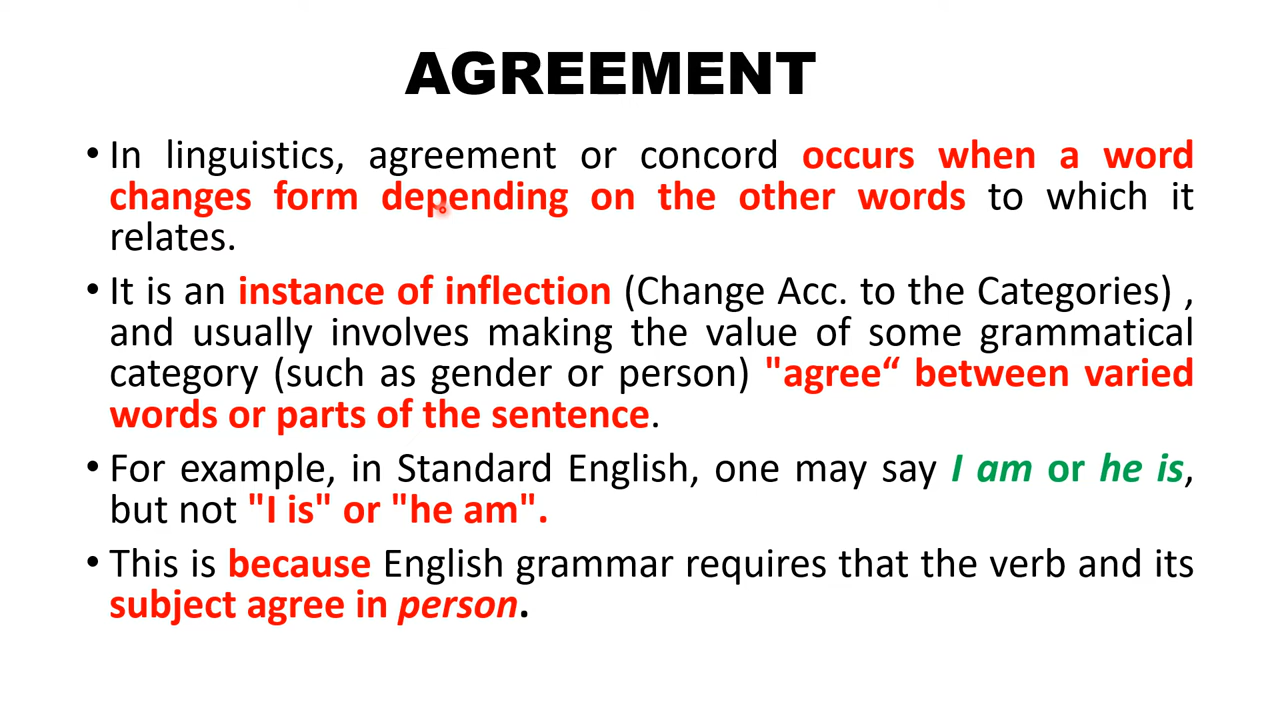 AGREEMENT
• In linguistics, agreement or concord occurs when a word
changes form depending on the other words to which it
relates.
• It is an instance of inflection (Change Acc. to the Categories) ,
and usually involves making the value of some grammatical
category (such as gender or person) "agree“ between varied
words or parts of the sentence.
• For example, in Standard English, one may say I am or he is,
but not "I is" or "he am".
• This is because English grammar requires that the verb and its
subject agree in person.